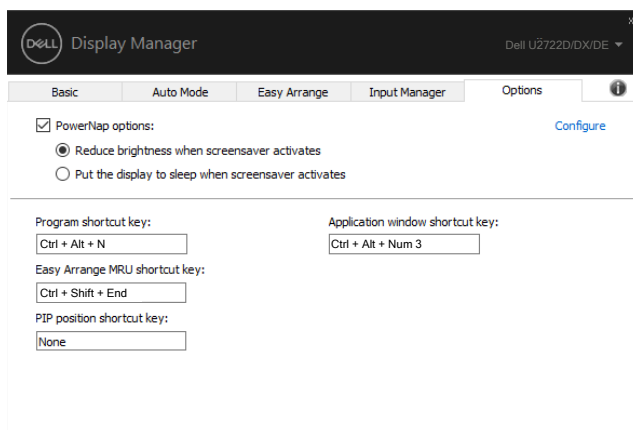 DELL Display Manager
Dell U2722D/DX/DE
Basic Auto Mode Easy Arrange Input Manager Options
PowerNap options: Configure
Reduce brightness when screensaver activates
Put the display to sleep when screensaver activates
Program shortcut key: Application window shortcut key:
Ctrl + Alt + N Ctrl + Alt + Num 3
Easy Arrange MRU shortcut key:
Ctrl + Shift + End
PIP position shortcut key:
None